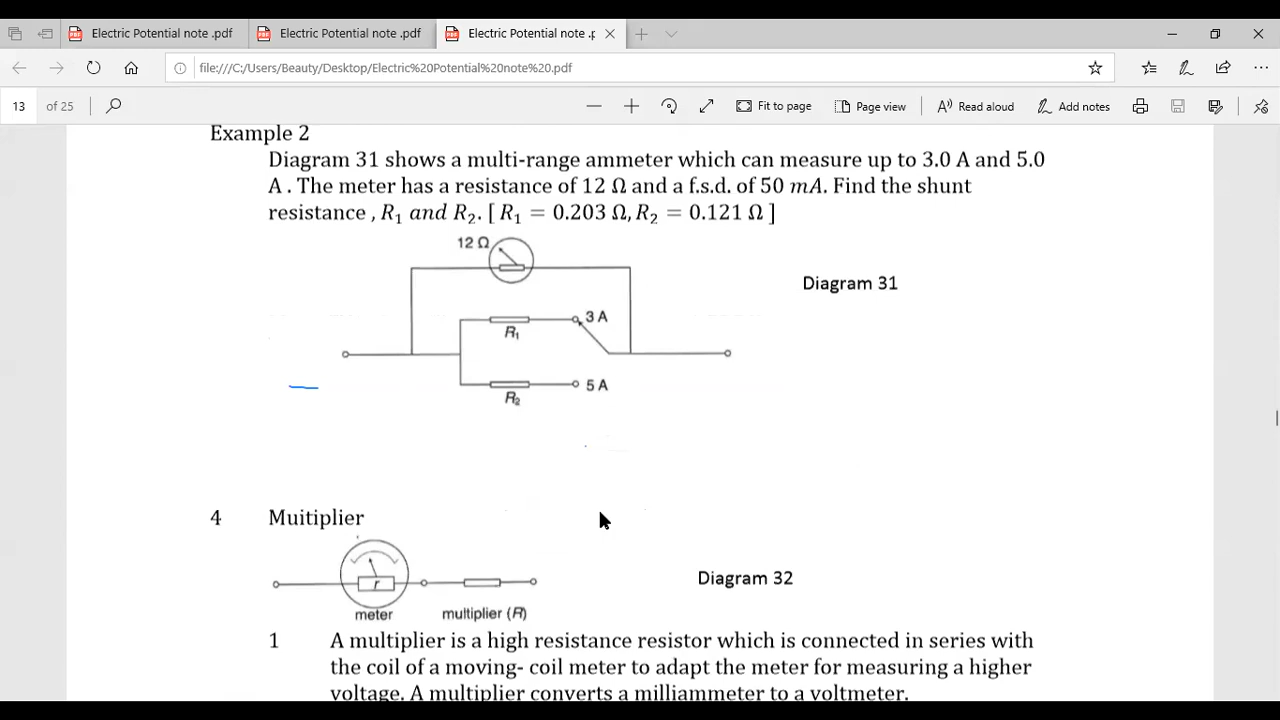 Electric Potential note .pdf
Electric Potential note .pdf
Electric Potential note .p
file:///C:/Users/Beauty/Desktop/Electric%20Potential%20note%20.pdf
13 of 25
Fit to page
Page view
Read aloud
Add notes
Example 2
Diagram 31 shows a multi-range ammeter which can measure up to 3.0 A and 5.0
A . The meter has a resistance of 12 Ω and a f.s.d. of 50 mA. Find the shunt
resistance , R₁ and R₂. [ R₁ = 0.203 Ω, R₂ = 0.121 Ω ]
12 Ω
Diagram 31
3 A
R₁
5 A
R₂
4 Muitiplier
r
Diagram 32
meter
multiplier (R)
1 A multiplier is a high resistance resistor which is connected in series with
the coil of a moving- coil meter to adapt the meter for measuring a higher
voltage. A multiplier converts a milliammeter to a voltmeter.